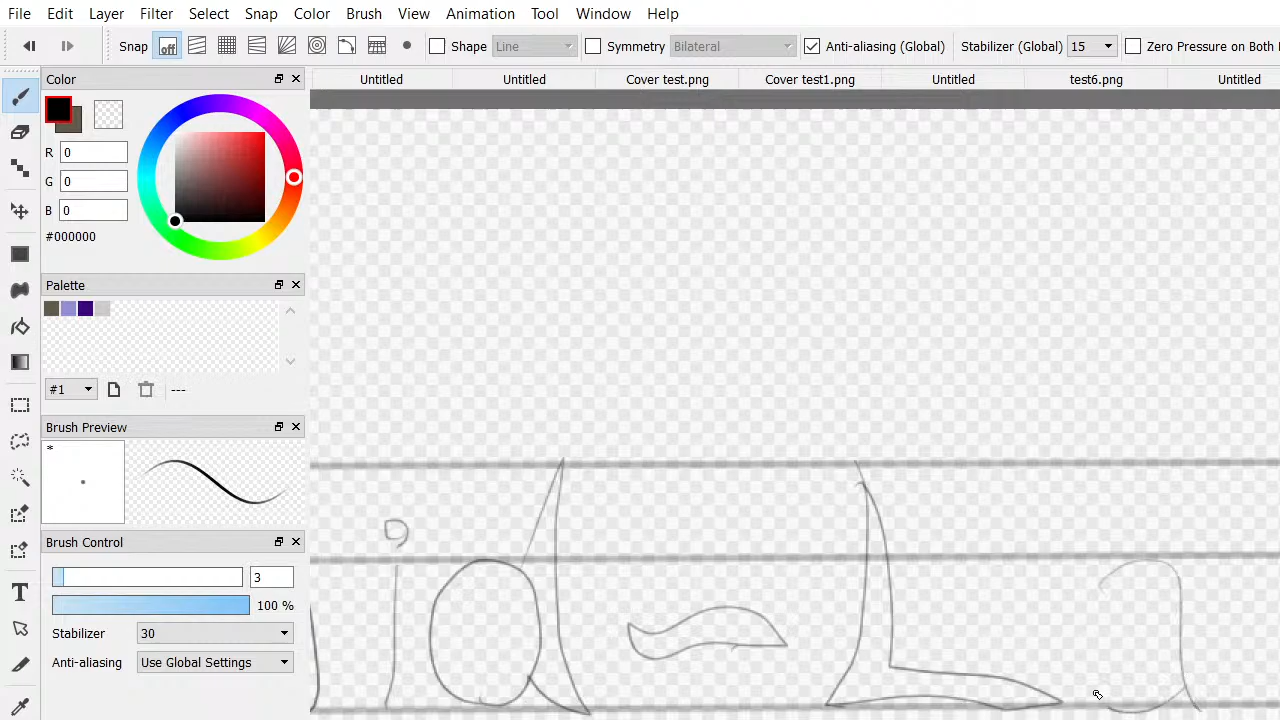 File Edit Layer Filter Select Snap Color Brush View Animation Tool Window Help
Snap off Shape Line Symmetry Bilateral Anti-aliasing (Global) Stabilizer (Global) 15 Zero Pressure on Both
Color
Untitled Untitled Cover test.png Cover test1.png Untitled test6.png Untitled
R 0
G 0
B 0
#000000
Palette
#1 ---
Brush Preview
*
Brush Control
3
100 %
Stabilizer 30
Anti-aliasing Use Global Settings
T